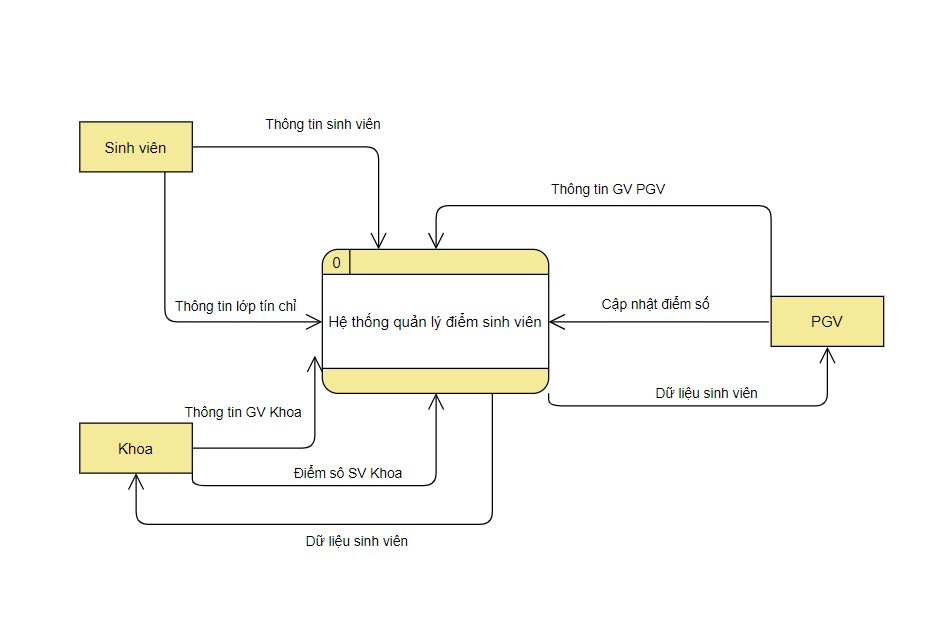 Thông tin sinh viên
Sinh viên
Thông tin GV PGV
0
Thông tin lớp tín chỉ
Hệ thống quản lý điểm sinh viên
Cập nhật điểm số
PGV
Dữ liệu sinh viên
Thông tin GV Khoa
Khoa
Điểm sô SV Khoa
Dữ liệu sinh viên